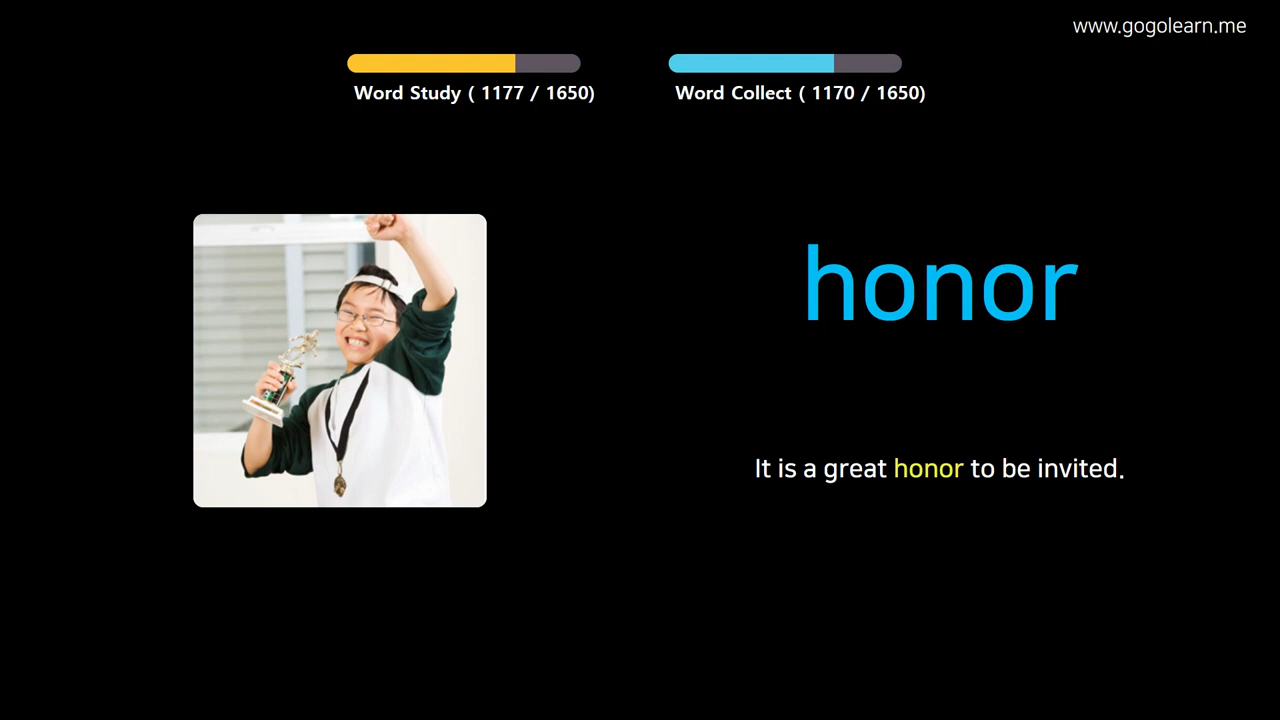 www.gogolearn.me
Word Study ( 1177 / 1650)
Word Collect ( 1170 / 1650)
honor
It is a great honor to be invited.